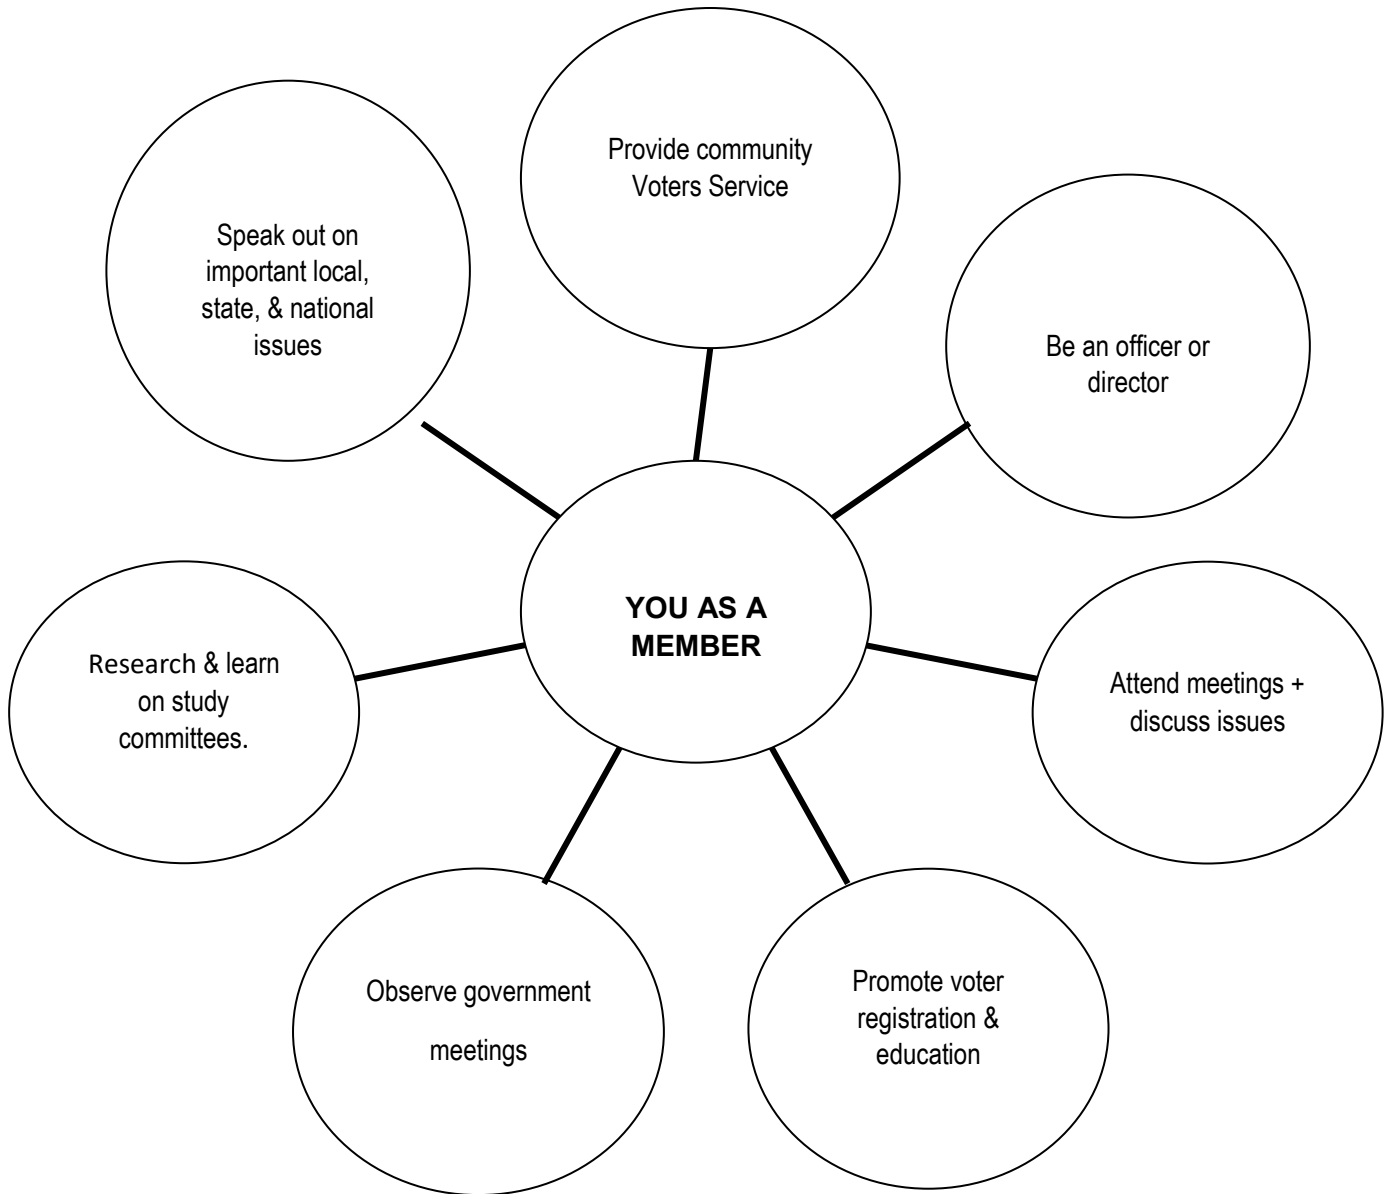 Provide community
Voters Service
Speak out on
important local,
state, & national
issues
Be an officer or
director
YOU AS A
MEMBER
Research & learn
on study
committees.
Attend meetings +
discuss issues
Observe government
meetings
Promote voter
registration &
education